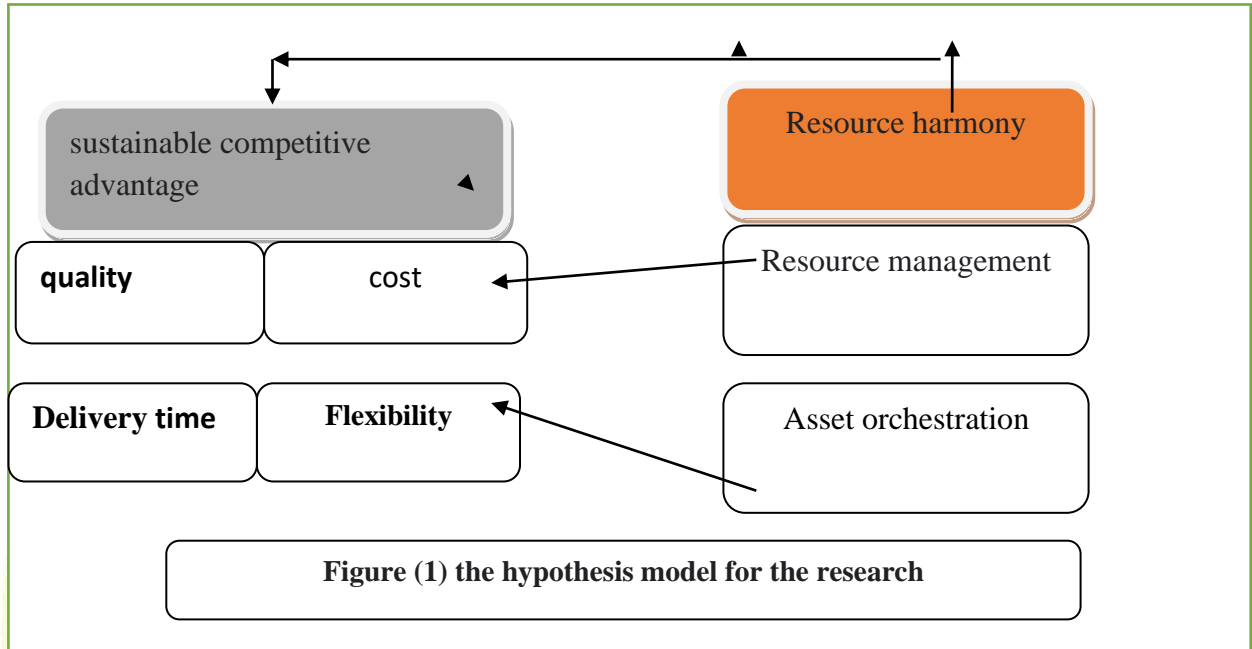 sustainable competitive
advantage
Resource harmony
quality
cost
Resource management
Delivery time
Flexibility
Asset orchestration
Figure (1) the hypothesis model for the research